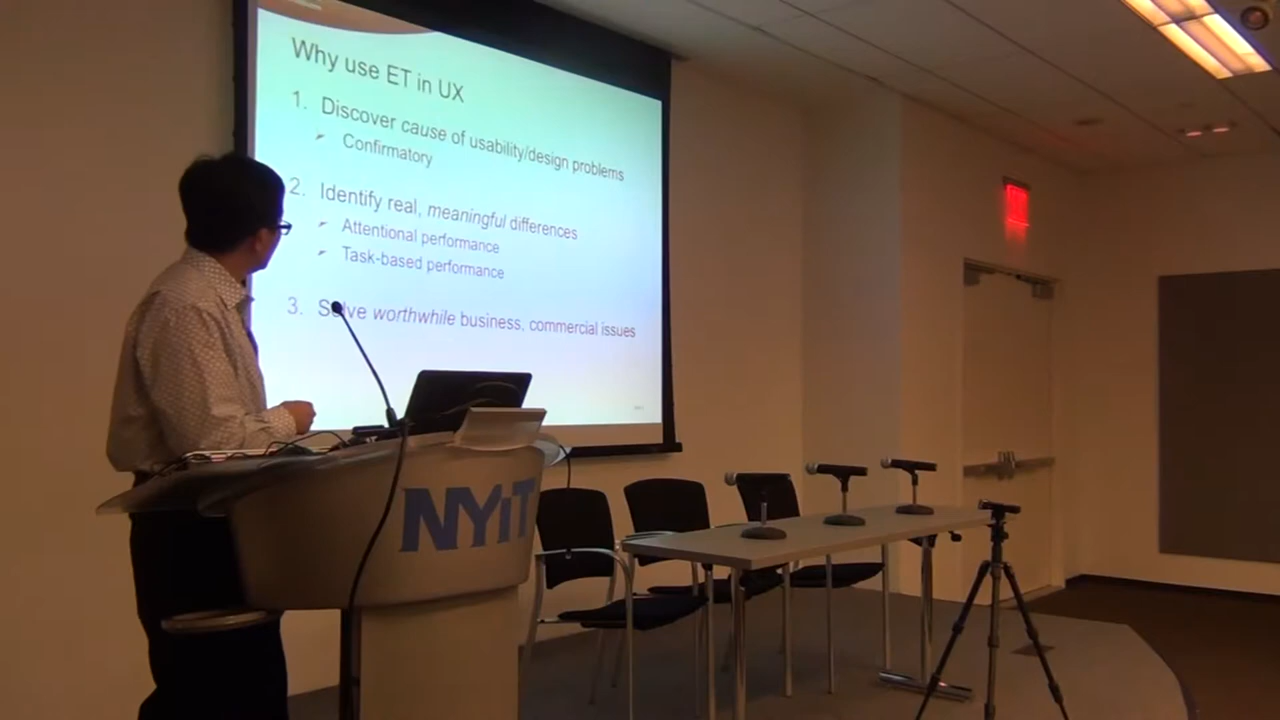 Why use ET in UX
1. Discover cause of usability/design problems
Confirmatory
2. Identify real, meaningful differences
Attentional performance
Task-based performance
3. Solve worthwhile business, commercial issues
NYiT